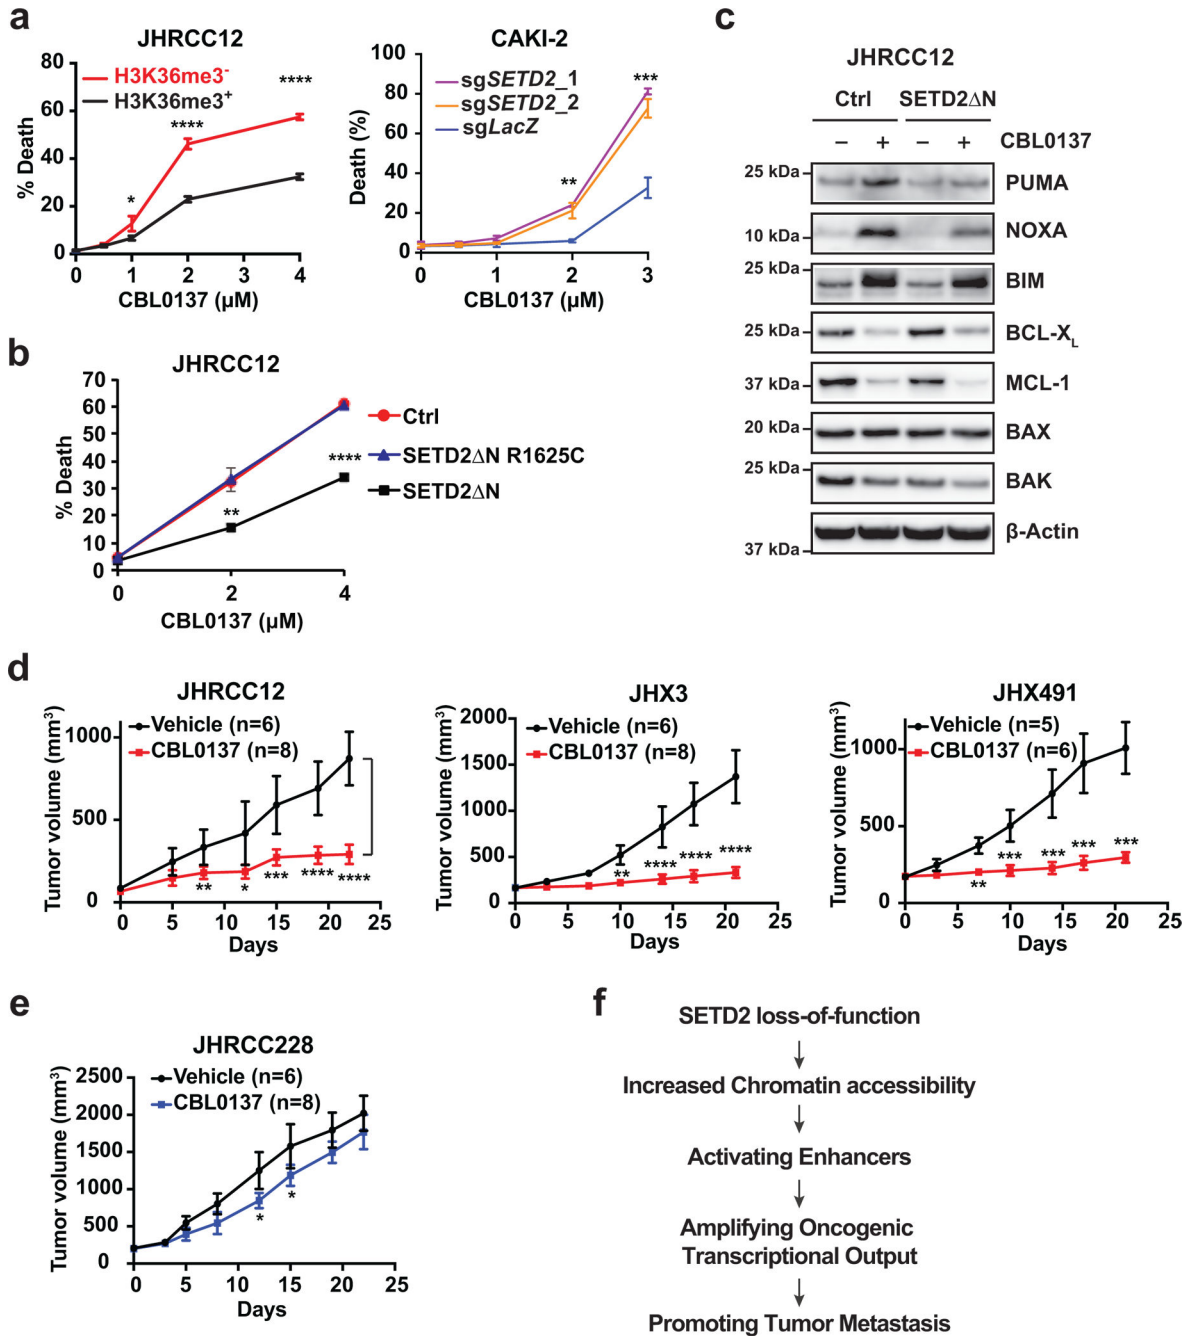 a
JHRCC12
% Death
80
60
40
20
0
H3K36me3-
H3K36me3+
*
****
****
0 1 2 3 4
CBL0137 (µM)
CAKI-2
Death (%)
100
80
60
40
20
0
sgSETD2_1
sgSETD2_2
sgLacZ
**
***
0 1 2 3
CBL0137 (µM)
b
JHRCC12
% Death
70
60
50
40
30
20
10
0
Ctrl
SETD2ΔN R1625C
SETD2ΔN
**
****
0 2 4
CBL0137 (µM)
c
JHRCC12
Ctrl SETD2ΔN
– + – + CBL0137
25 kDa PUMA
10 kDa NOXA
25 kDa BIM
25 kDa BCL-XL
37 kDa MCL-1
20 kDa BAX
25 kDa BAK
37 kDa β-Actin
d
JHRCC12
Tumor volume (mm³)
1000
500
0
Vehicle (n=6)
CBL0137 (n=8)
** * *** **** ****
0 5 10 15 20 25
Days
JHX3
Tumor volume (mm³)
2000
1500
1000
500
0
Vehicle (n=6)
CBL0137 (n=8)
** **** **** ****
0 5 10 15 20 25
Days
JHX491
Tumor volume (mm³)
1000
500
0
Vehicle (n=5)
CBL0137 (n=6)
** *** *** *** ***
0 5 10 15 20 25
Days
e
JHRCC228
Tumor volume (mm³)
2500
2000
1500
1000
500
0
Vehicle (n=6)
CBL0137 (n=8)
* *
0 5 10 15 20 25
Days
f
SETD2 loss-of-function
Increased Chromatin accessibility
Activating Enhancers
Amplifying Oncogenic
Transcriptional Output
Promoting Tumor Metastasis